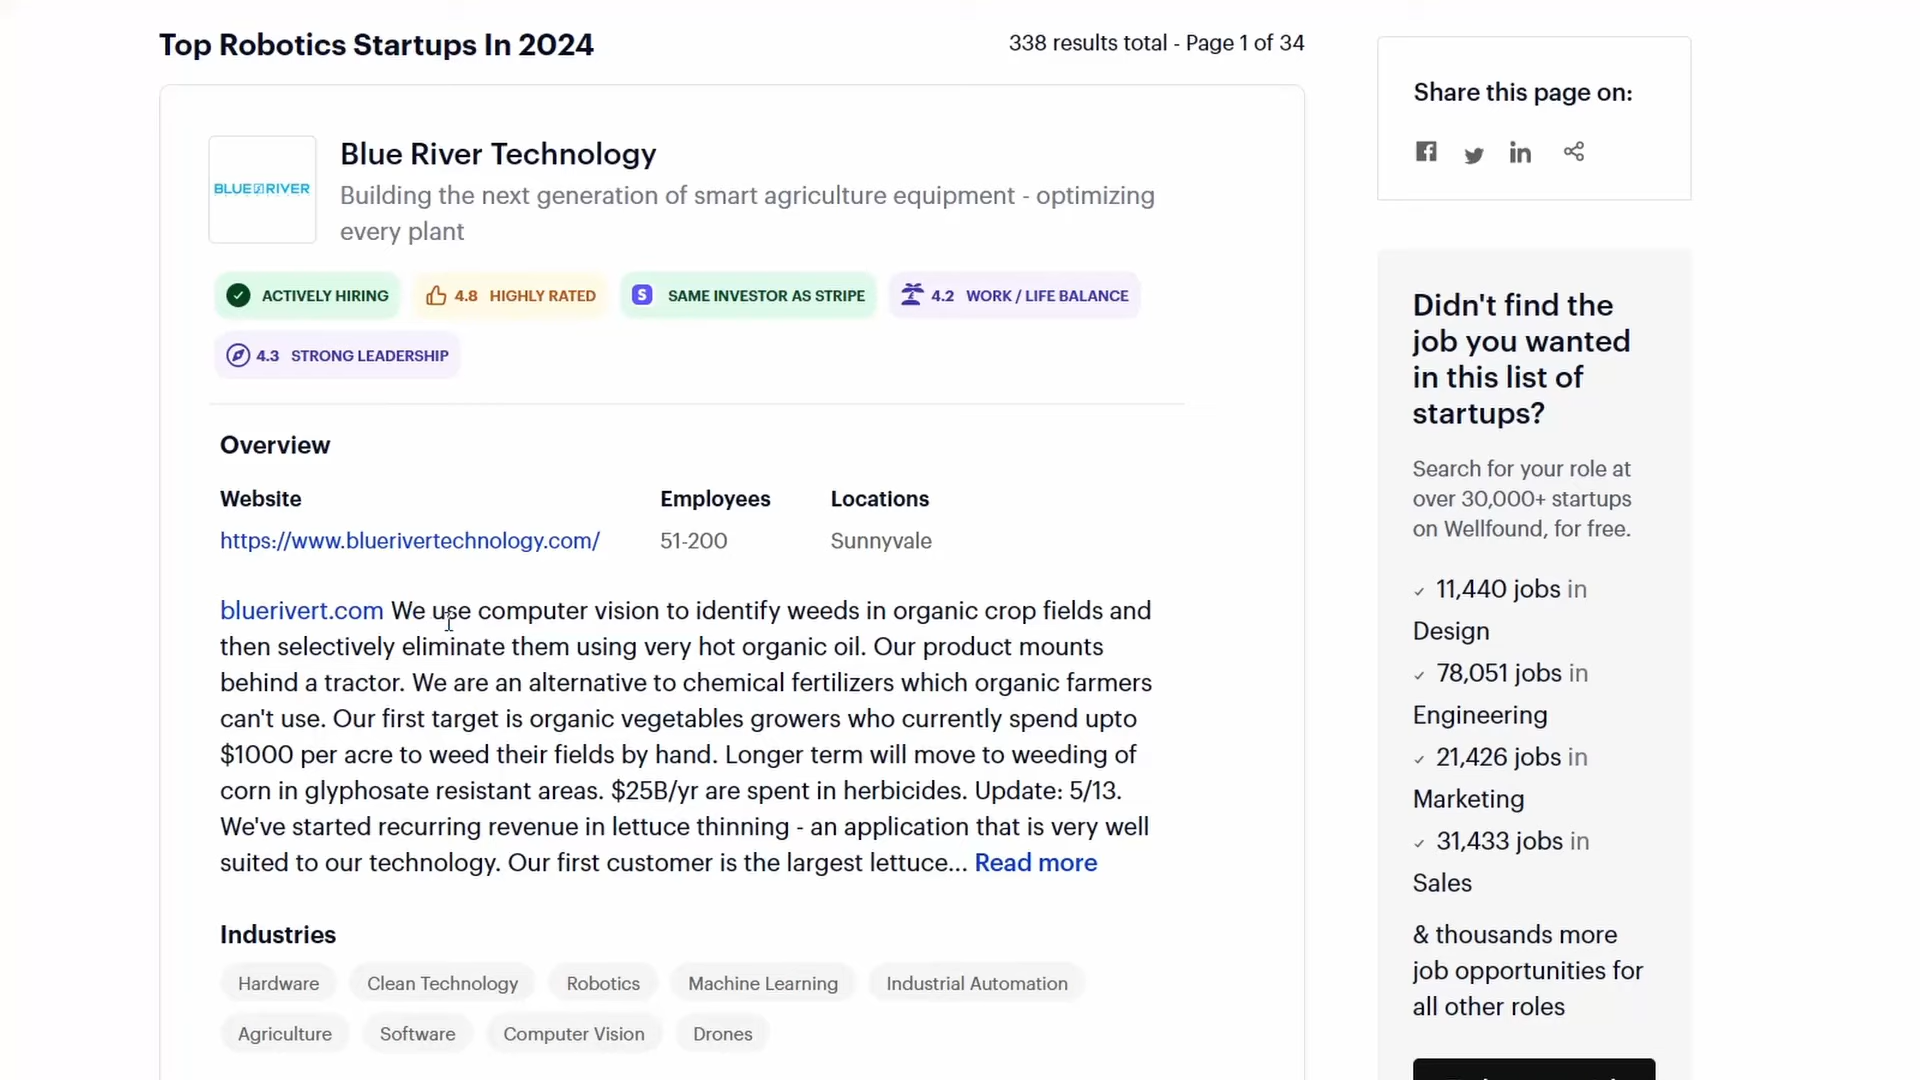 Top Robotics Startups In 2024
338 results total - Page 1 of 34
BLUE RIVER
Blue River Technology
Building the next generation of smart agriculture equipment - optimizing
every plant
ACTIVELY HIRING
4.8 HIGHLY RATED
S SAME INVESTOR AS STRIPE
4.2 WORK / LIFE BALANCE
4.3 STRONG LEADERSHIP
Overview
Website
Employees
Locations
https://www.bluerivertechnology.com/
51-200
Sunnyvale
bluerivert.com We use computer vision to identify weeds in organic crop fields and
then selectively eliminate them using very hot organic oil. Our product mounts
behind a tractor. We are an alternative to chemical fertilizers which organic farmers
can't use. Our first target is organic vegetables growers who currently spend upto
$1000 per acre to weed their fields by hand. Longer term will move to weeding of
corn in glyphosate resistant areas. $25B/yr are spent in herbicides. Update: 5/13.
We've started recurring revenue in lettuce thinning - an application that is very well
suited to our technology. Our first customer is the largest lettuce... Read more
Industries
Hardware
Clean Technology
Robotics
Machine Learning
Industrial Automation
Agriculture
Software
Computer Vision
Drones
Share this page on:
Didn't find the
job you wanted
in this list of
startups?
Search for your role at
over 30,000+ startups
on Wellfound, for free.
11,440 jobs in
Design
78,051 jobs in
Engineering
21,426 jobs in
Marketing
31,433 jobs in
Sales
& thousands more
job opportunities for
all other roles